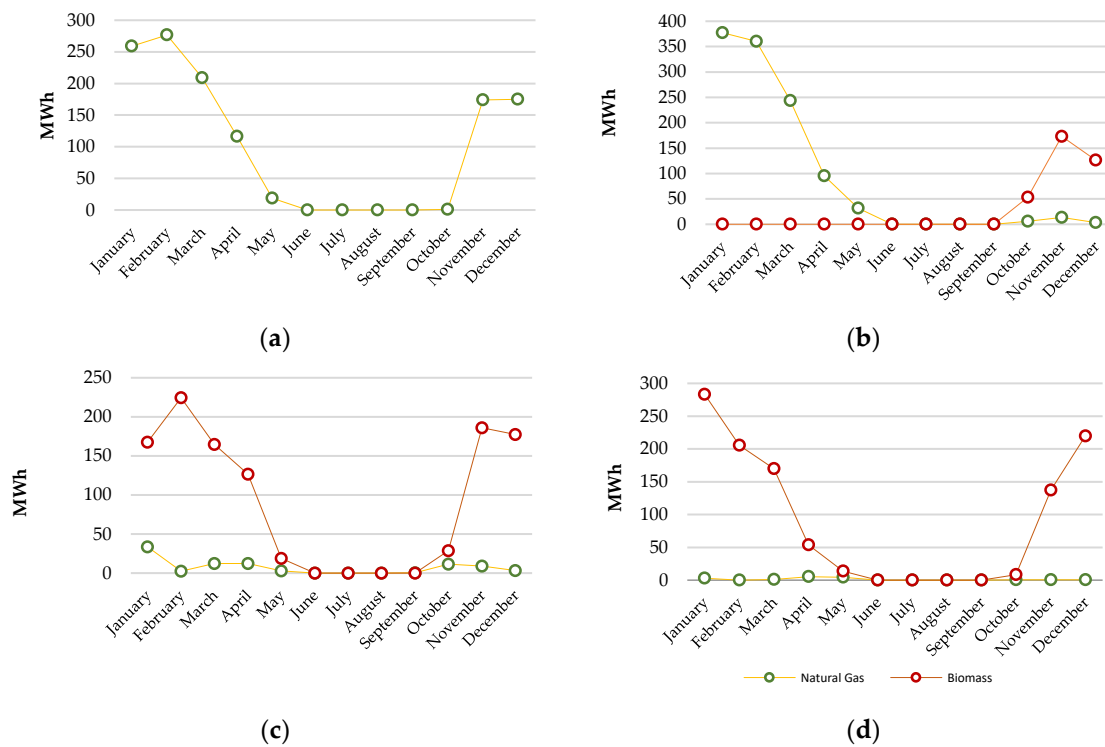 MWh
300
250
200
150
100
50
0
January
February
March
April
May
June
July
August
September
October
November
December
(a)
MWh
400
350
300
250
200
150
100
50
0
January
February
March
April
May
June
July
August
September
October
November
December
(b)
MWh
250
200
150
100
50
0
January
February
March
April
May
June
July
August
September
October
November
December
(c)
MWh
300
250
200
150
100
50
0
January
February
March
April
May
June
July
August
September
October
November
December
Natural Gas Biomass
(d)